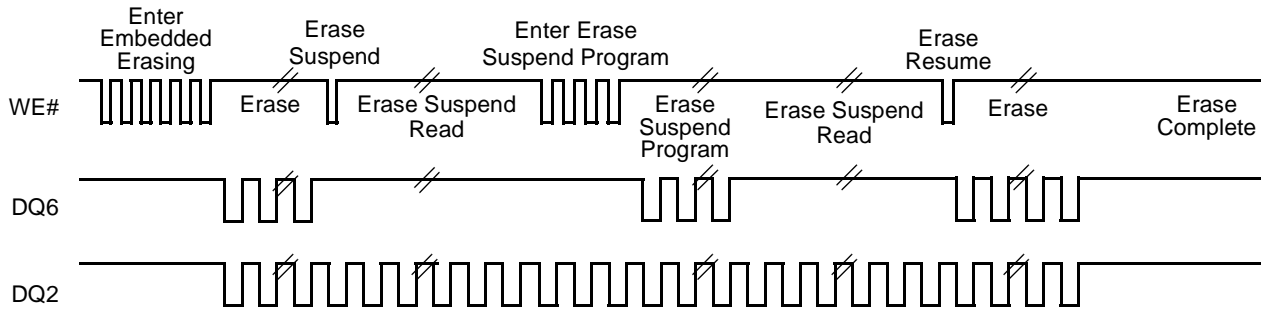 Enter
Embedded
Erasing
Erase
Suspend
Enter Erase
Suspend Program
Erase
Resume
WE#
Erase
Erase Suspend
Read
Erase
Suspend
Program
Erase Suspend
Read
Erase
Erase
Complete
DQ6
DQ2